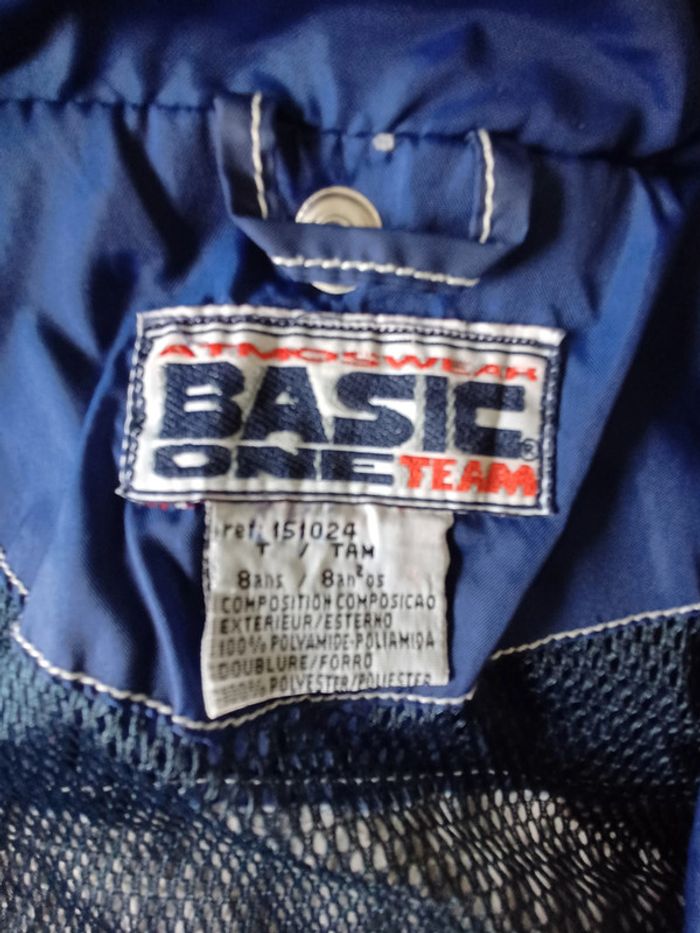 ATMOSWEAR
BASIC
ONE TEAM®
ref: 151024
T / TAM
8ans / 8an²os
COMPOSITION COMPOSICAO
EXTERIEUR/ESTERNO
100% POLYAMIDE-POLIAMIDA
DOUBLURE/FORRO
100% POLYESTER/POLIESTER